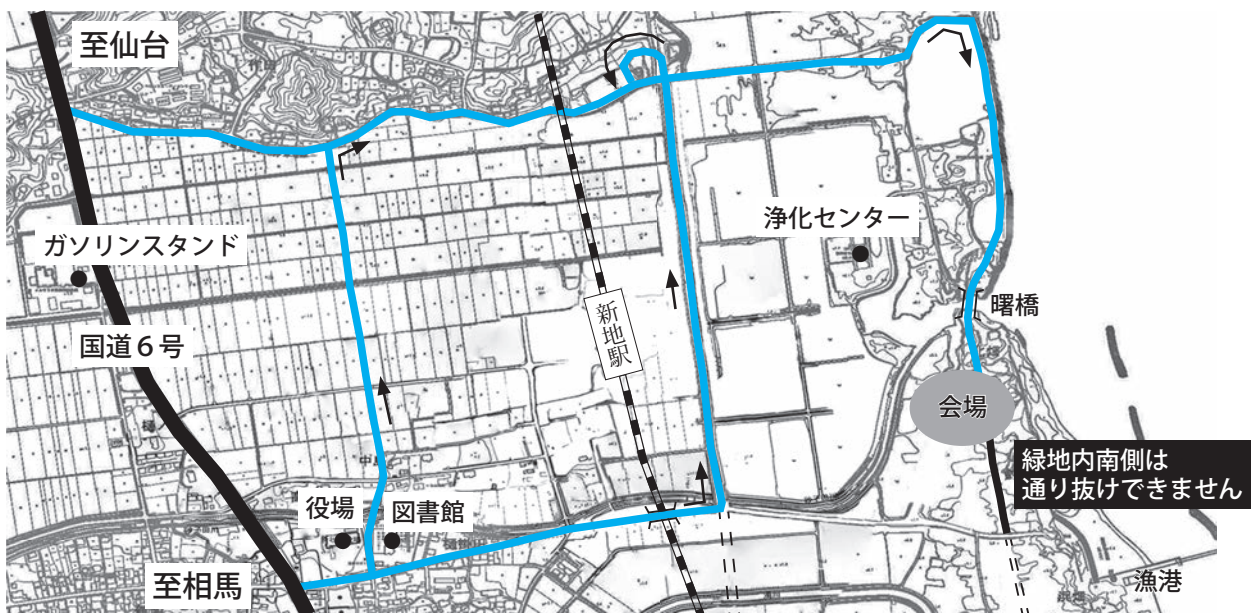 至仙台
ガソリンスタンド
浄化センター
新地駅
曙橋
国道６号
会場
緑地内南側は
通り抜けできません
役場
図書館
至相馬
漁港